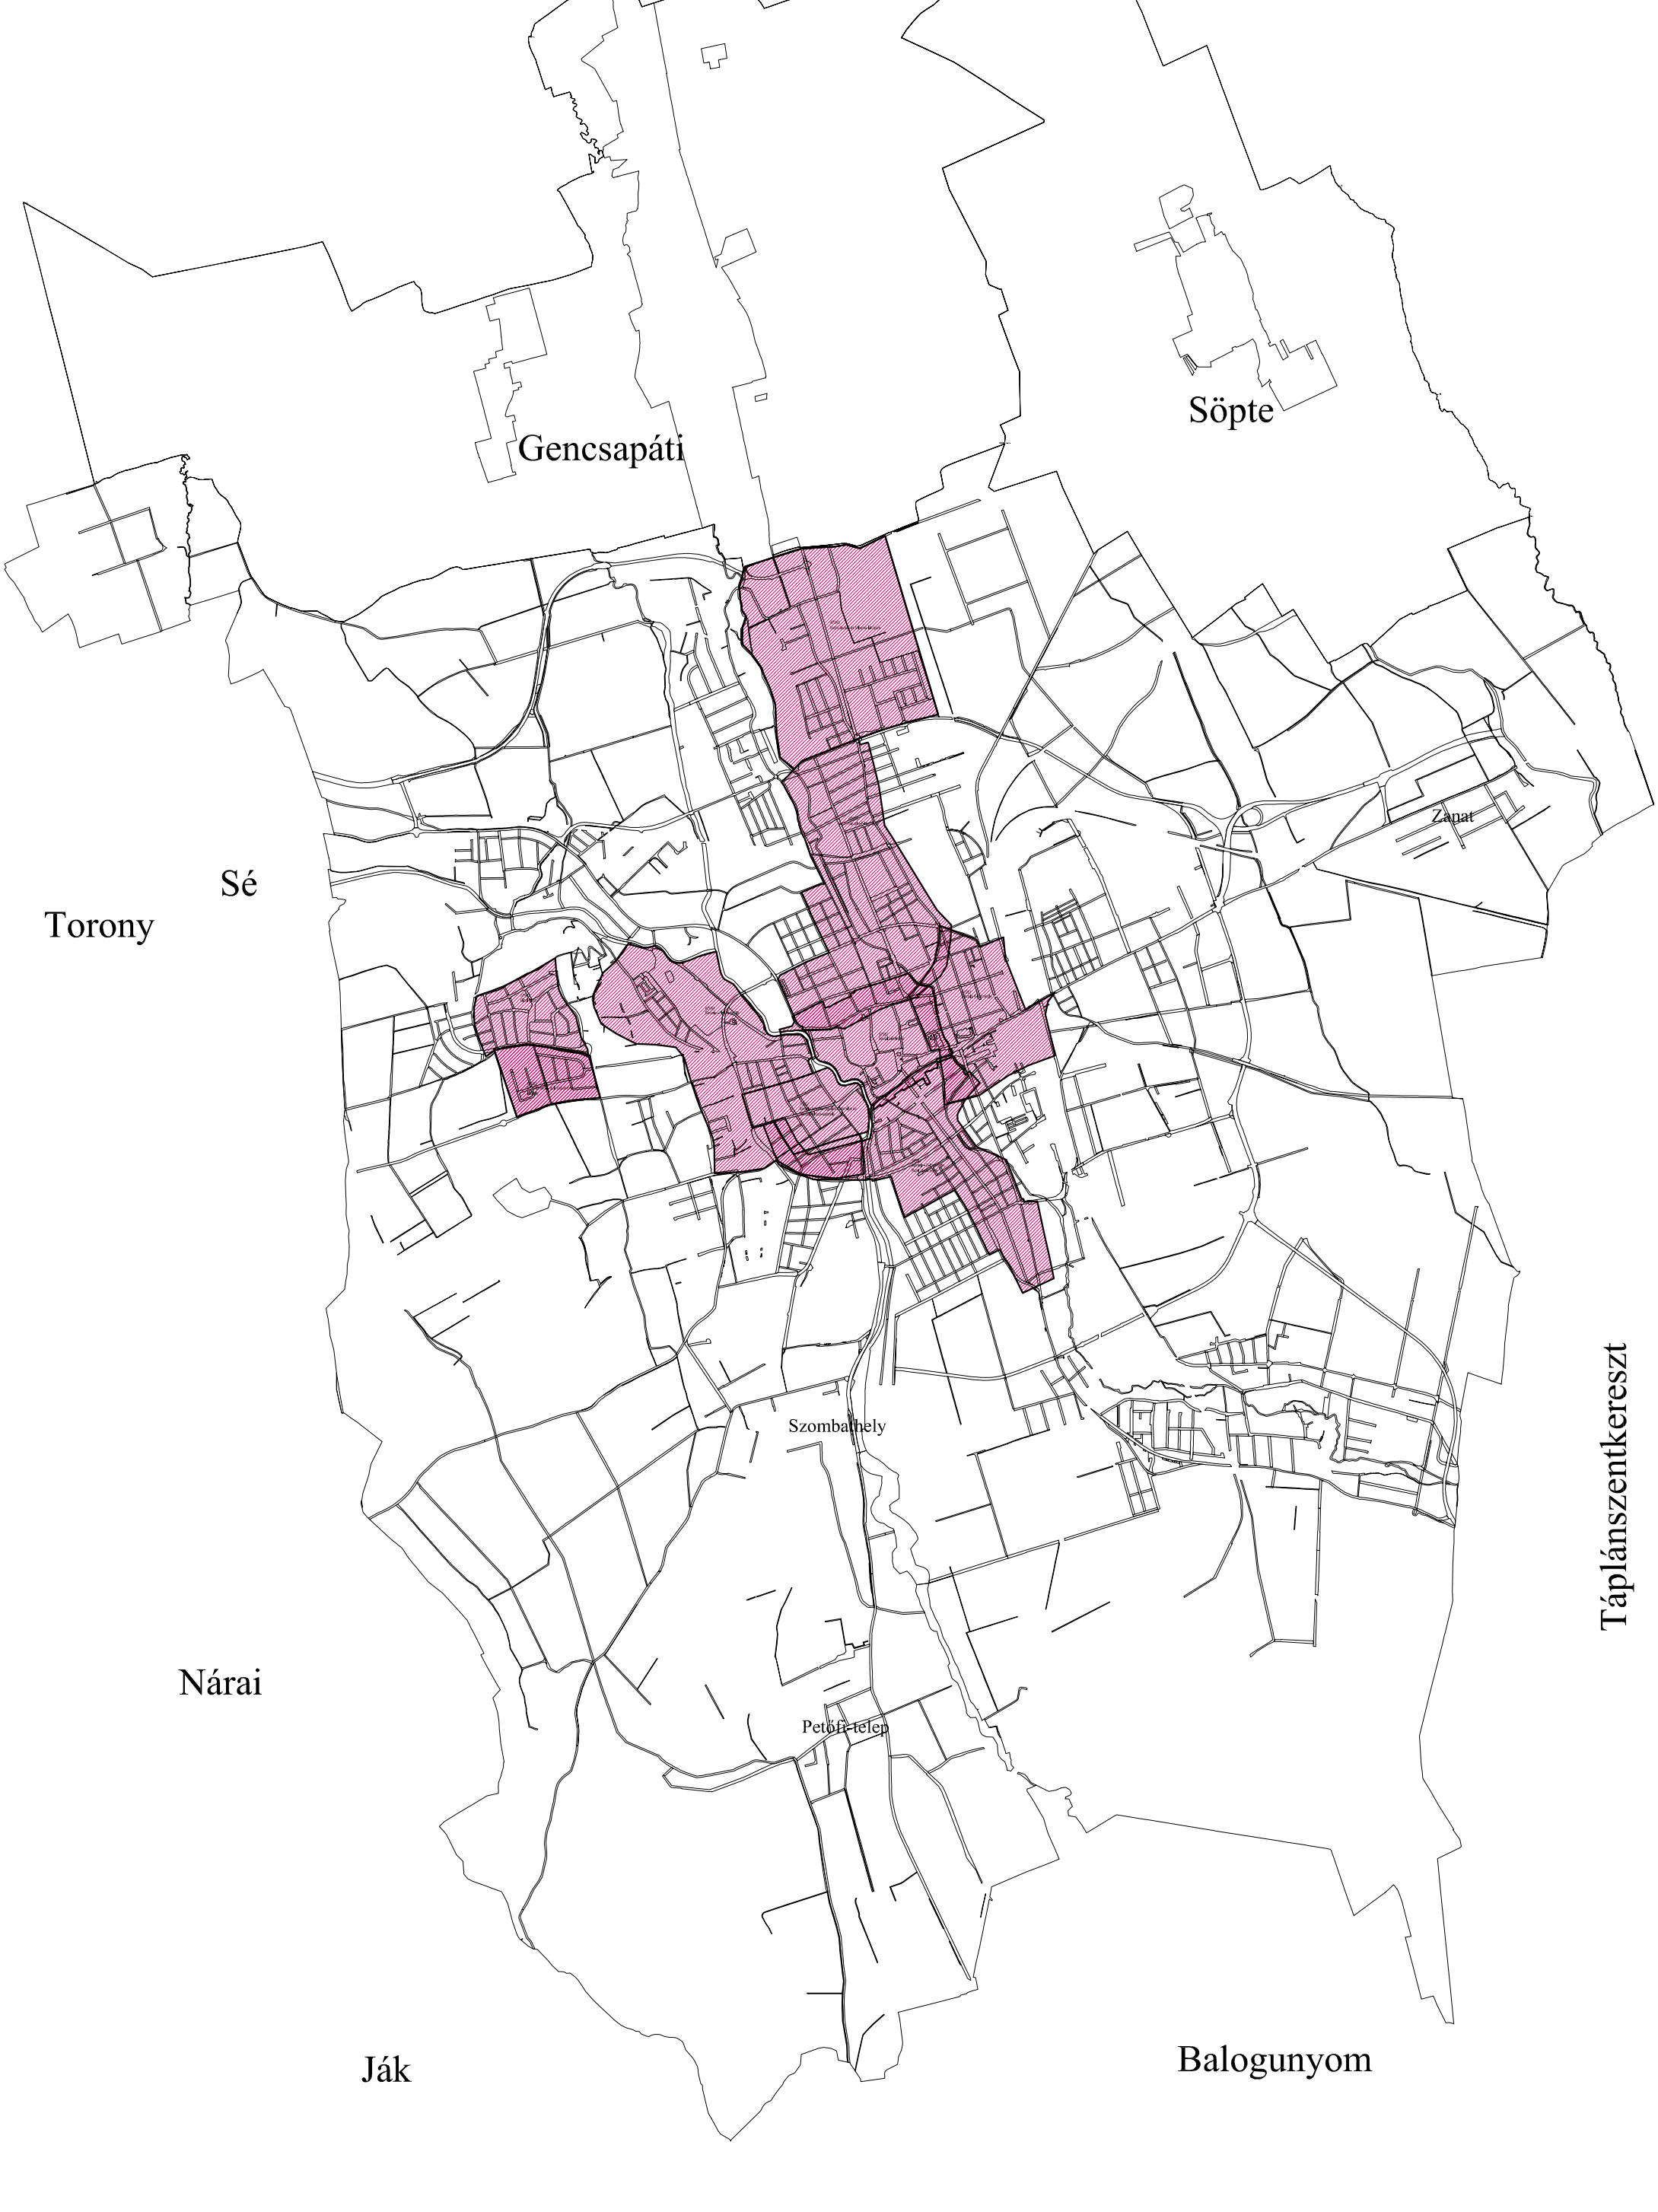 Söpte
Gencsapáti
Zanat
Sé
Torony
Szombathely
Táplánszentkereszt
Nárai
Petőfi-telep
Balogunyom
Ják